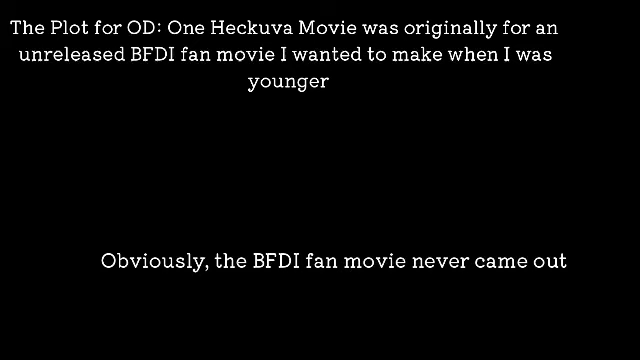 The Plot for OD: One Heckuva Movie was originally for an
unreleased BFDI fan movie I wanted to make when I was
younger
Obviously, the BFDI fan movie never came out